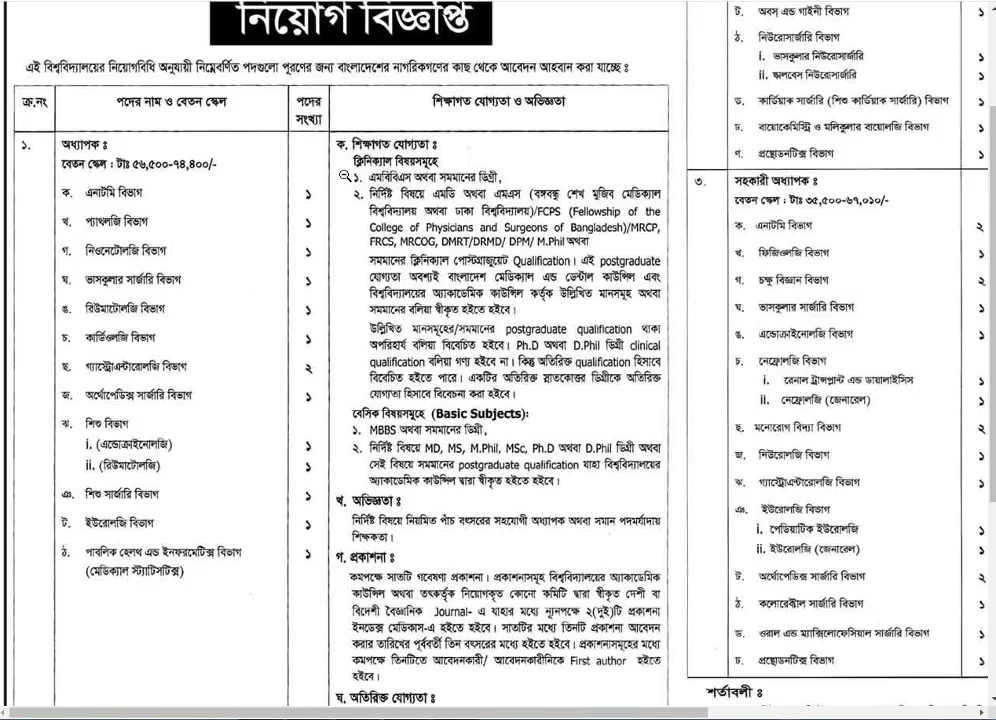 নিয়োগ বিজ্ঞপ্তি
এই বিশ্ববিদ্যালয়ের নিয়োগবিধি অনুযায়ী নিম্নেবর্ণিত পদগুলো পূরণের জন্য বাংলাদেশের নাগরিকগণের কাছ থেকে আবেদন আহবান করা যাচ্ছে ঃ
ক্র.নং পদের নাম ও বেতন স্কেল পদের সংখ্যা শিক্ষাগত যোগ্যতা ও অভিজ্ঞতা
১. অধ্যাপক ঃ
বেতন স্কেল : টাঃ ৫৬,৫০০-৭৪,৪০০/-
ক. এনাটমি বিভাগ ১
খ. প্যাথলজি বিভাগ ১
গ. নিওনেটোলজি বিভাগ ১
ঘ. ভাসকুলার সার্জারি বিভাগ ১
ঙ. রিউমাটোলজি বিভাগ ১
চ. কার্ডিওলজি বিভাগ ১
ছ. গ্যাস্ট্রোএন্টারোলজি বিভাগ ২
জ. অর্থোপেডিক্স সার্জারি বিভাগ ১
ঝ. শিশু বিভাগ
i. (এন্ডোক্রাইনোলজি) ১
ii. (রিউমাটোলজি) ১
ঞ. শিশু সার্জারি বিভাগ ১
ট. ইউরোলজি বিভাগ ১
ঠ. পাবলিক হেলথ এন্ড ইনফরমেটিক্স বিভাগ ১
(মেডিক্যাল স্ট্যাটিসটিক্স)
ক. শিক্ষাগত যোগ্যতা ঃ
ক্লিনিক্যাল বিষয়সমূহে
১. এমবিবিএস অথবা সমমানের ডিগ্রী,
২. নির্দিষ্ট বিষয়ে এমডি অথবা এমএস (বঙ্গবন্ধু শেখ মুজিব মেডিক্যাল
বিশ্ববিদ্যালয় অথবা ঢাকা বিশ্ববিদ্যালয়)/FCPS (Fellowship of the
College of Physicians and Surgeons of Bangladesh)/MRCP,
FRCS, MRCOG, DMRT/DRMD/ DPM/ M.Phil অথবা
সমমানের ক্লিনিক্যাল পোস্টগ্রাজুয়েট Qualification। এই postgraduate
যোগ্যতা অবশ্যই বাংলাদেশ মেডিক্যাল এন্ড ডেন্টাল কাউন্সিল এবং
বিশ্ববিদ্যালয়ের অ্যাকাডেমিক কাউন্সিল কর্তৃক উল্লিখিত মানসমূহ অথবা
সমমানের বলিয়া স্বীকৃত হইতে হইবে।
উল্লিখিত মানসমূহের/সমমানের postgraduate qualification থাকা
অপরিহার্য বলিয়া বিবেচিত হইবে। Ph.D অথবা D.Phil ডিগ্রী clinical
qualification বলিয়া গণ্য হইবে না। কিন্তু অতিরিক্ত qualification হিসাবে
বিবেচিত হইতে পারে। একটির অতিরিক্ত স্নাতকোত্তর ডিগ্রীকে অতিরিক্ত
যোগ্যতা হিসাবে বিবেচনা করা হইবে।
বেসিক বিষয়সমূহে (Basic Subjects):
১. MBBS অথবা সমমানের ডিগ্রী,
২. নির্দিষ্ট বিষয়ে MD, MS, M.Phil, MSc, Ph.D অথবা D.Phil ডিগ্রী অথবা
সেই বিষয়ে সমমানের postgraduate qualification যাহা বিশ্ববিদ্যালয়ের
অ্যাকাডেমিক কাউন্সিল দ্বারা স্বীকৃত হইতে হইবে।
খ. অভিজ্ঞতা ঃ
নির্দিষ্ট বিষয়ে নিয়মিত পাঁচ বৎসরের সহযোগী অধ্যাপক অথবা সমান পদমর্যাদায়
শিক্ষকতা।
গ. প্রকাশনা ঃ
কমপক্ষে সাতটি গবেষণা প্রকাশনা। প্রকাশনাসমূহ বিশ্ববিদ্যালয়ের অ্যাকাডেমিক
কাউন্সিল অথবা তৎকর্তৃক নিয়োগকৃত কোনো কমিটি দ্বারা স্বীকৃত দেশী বা
বিদেশী বৈজ্ঞানিক Journal- এ যাহার মধ্যে ন্যূনপক্ষে ২(দুই)টি প্রকাশনা
ইনডেক্স মেডিকাস-এ হইতে হইবে। সাতটির মধ্যে তিনটি প্রকাশনা আবেদন
করার তারিখের পূর্ববর্তী তিন বৎসরের মধ্যে হইতে হইবে। প্রকাশনাসমূহের মধ্যে
কমপক্ষে তিনটিতে আবেদনকারী/ আবেদনকারীনিকে First author হইতে
হইবে।
ঘ. অতিরিক্ত যোগ্যতা ঃ
ট. অবস্ এন্ড গাইনী বিভাগ ১
ঠ. নিউরোসার্জারি বিভাগ
i. ভাসকুলার নিউরোসার্জারি ১
ii. স্কালবেস নিউরোসার্জারি ১
ড. কার্ডিয়াক সার্জারি (শিশু কার্ডিয়াক সার্জারি) বিভাগ ১
ঢ. বায়োকেমিস্ট্রি ও মলিকুলার বায়োলজি বিভাগ ১
ণ. প্রস্থোডনটিক্স বিভাগ ১
৩. সহকারী অধ্যাপক ঃ
বেতন স্কেল : টাঃ ৩৫,৫০০-৬৭,০১০/-
ক. এনাটমি বিভাগ ২
খ. ফিজিওলজি বিভাগ ১
গ. চক্ষু বিজ্ঞান বিভাগ ২
ঘ. ভাসকুলার সার্জারি বিভাগ ১
ঙ. এন্ডোক্রাইনোলজি বিভাগ ১
চ. নেফ্রোলজি বিভাগ
i. রেনাল ট্রান্সপ্লান্ট এন্ড ডায়ালাইসিস ১
ii. নেফ্রোলজি (জেনারেল) ১
ছ. মনোরোগ বিদ্যা বিভাগ ২
জ. নিউরোলজি বিভাগ ১
ঝ. গ্যাস্ট্রোএন্টারোলজি বিভাগ ১
ঞ. ইউরোলজি বিভাগ
i. পেডিয়াটিক ইউরোলজি ১
ii. ইউরোলজি (জেনারেল) ১
ট. অর্থোপেডিক্স সার্জারি বিভাগ ২
ঠ. কলোরেক্টাল সার্জারি বিভাগ ১
ড. ওরাল এন্ড ম্যাক্সিলোফেসিয়াল সার্জারি বিভাগ ১
ঢ. প্রস্থোডনটিক্স বিভাগ ১
শর্তাবলী ঃ